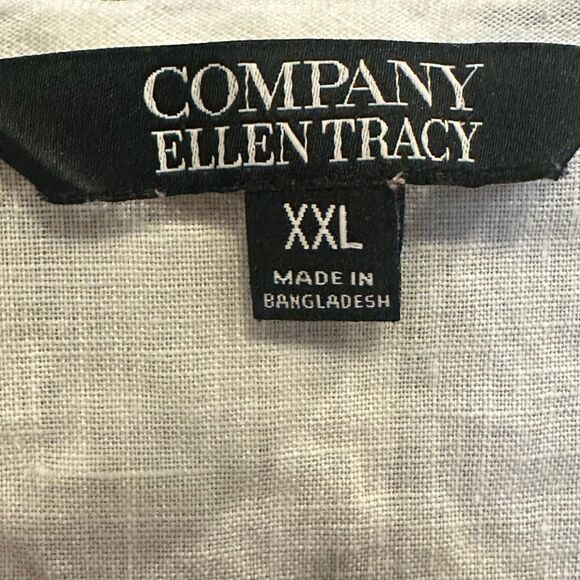 COMPANY
ELLEN TRACY
XXL
MADE IN
BANGLADESH